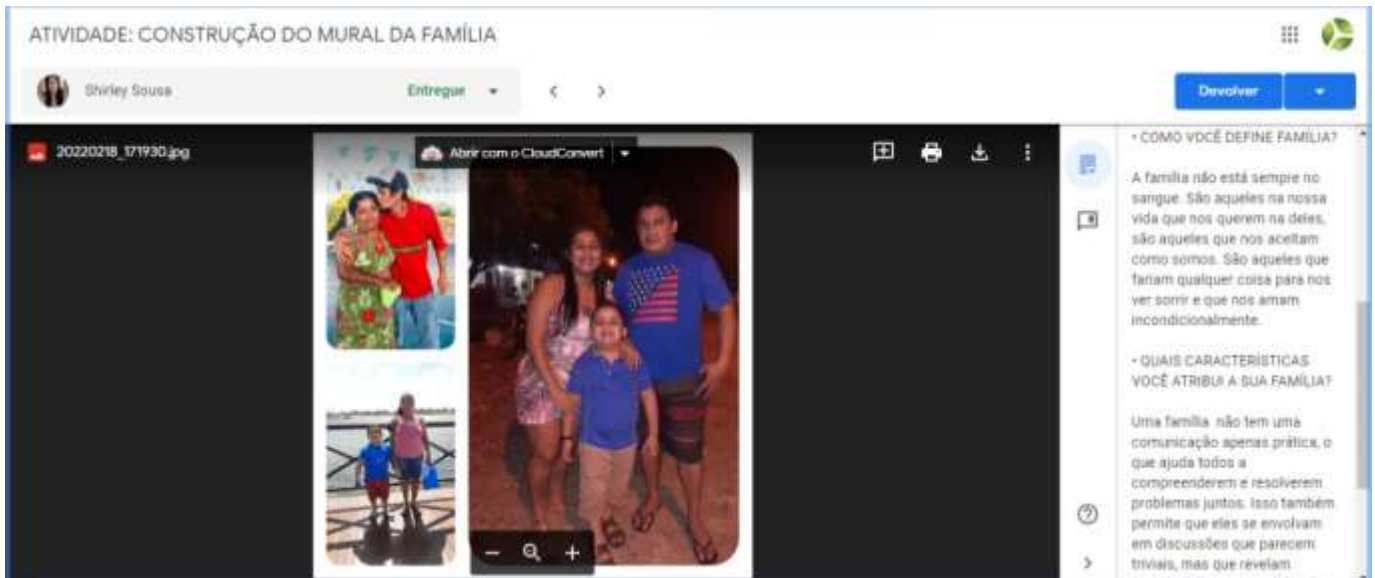 ATIVIDADE: CONSTRUÇÃO DO MURAL DA FAMÍLIA
Shirley Sousa
Entregue
Devolver
20220218_171930.jpg
Abrir com o CloudConvert
• COMO VOCÊ DEFINE FAMÍLIA?
A família não está sempre no
sangue. São aqueles na nossa
vida que nos querem na deles,
são aqueles que nos aceitam
como somos. São aqueles que
fariam qualquer coisa para nos
ver sorrir e que nos amam
incondicionalmente.
• QUAIS CARACTERÍSTICAS
VOCÊ ATRIBUI A SUA FAMÍLIA?
Uma família não tem uma
comunicação apenas prática, o
que ajuda todos a
compreenderem e resolverem
problemas juntos. Isso também
permite que eles se envolvam
em discussões que parecem
triviais, mas que revelam